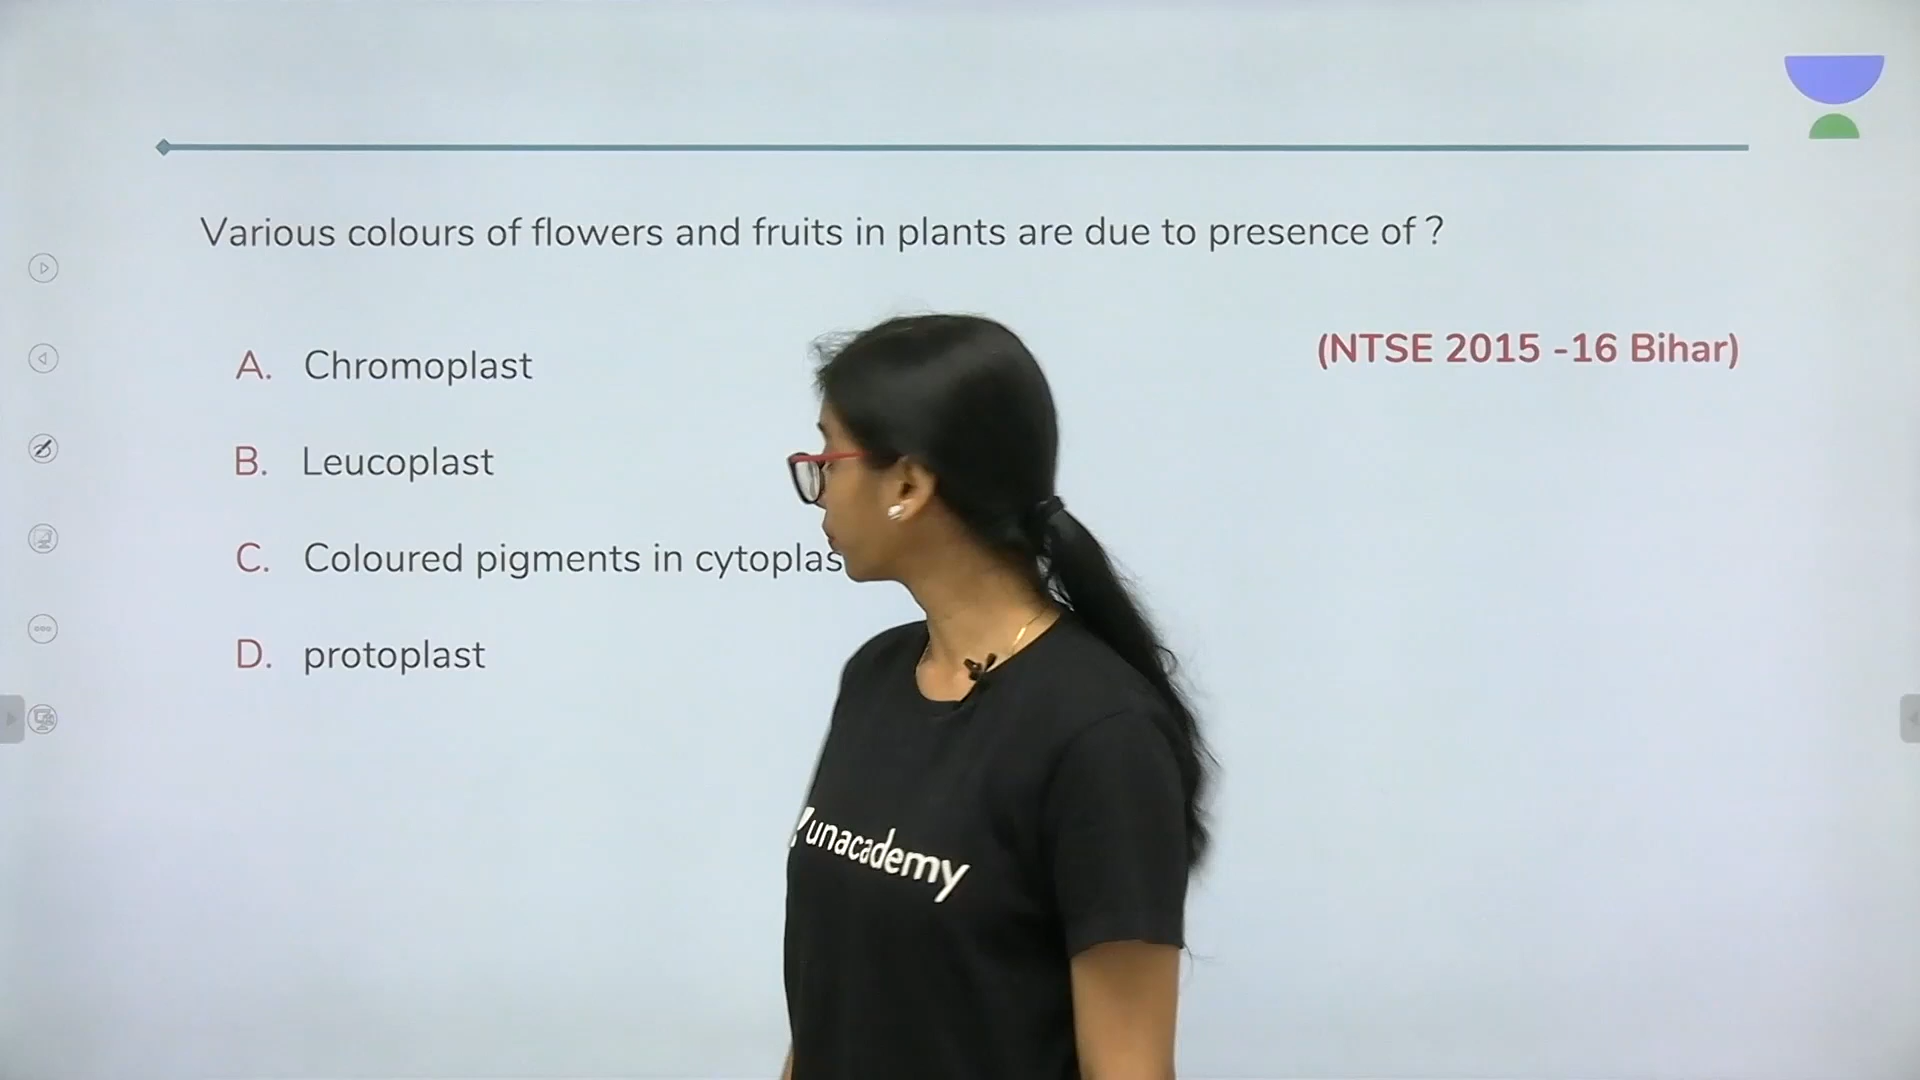 Various colours of flowers and fruits in plants are due to presence of ?
(NTSE 2015 -16 Bihar)
A. Chromoplast
B. Leucoplast
C. Coloured pigments in
D. protoplast
unacademy